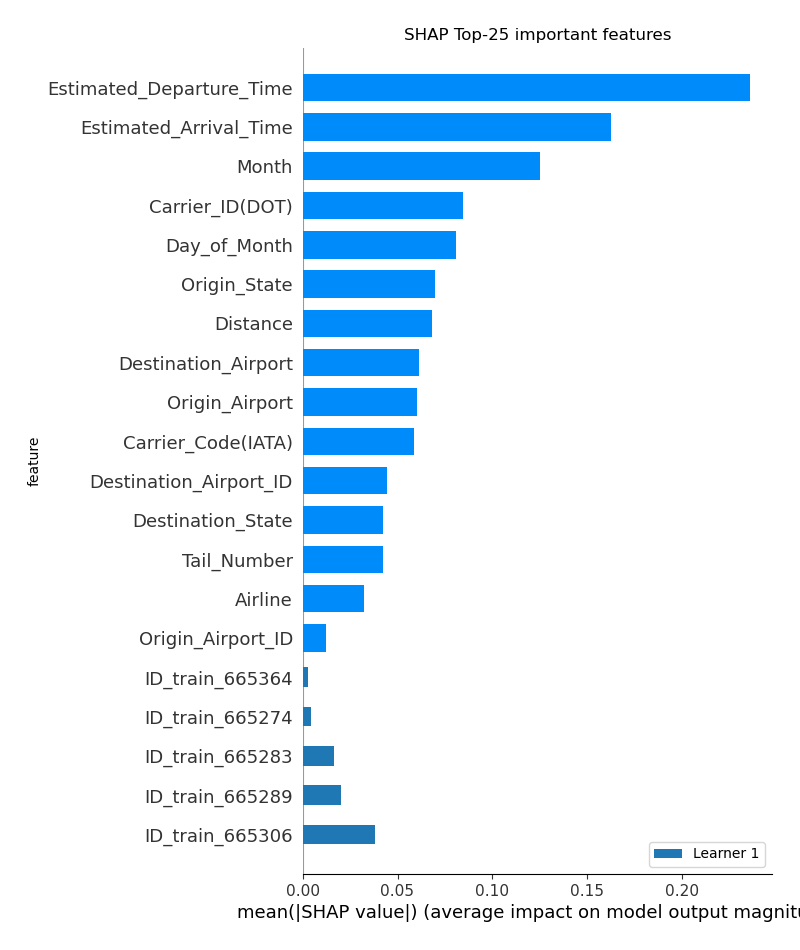 SHAP Top-25 important features
Estimated_Departure_Time
Estimated_Arrival_Time
Month
Carrier_ID(DOT)
Day_of_Month
Origin_State
Distance
Destination_Airport
Origin_Airport
Carrier_Code(IATA)
feature
Destination_Airport_ID
Destination_State
Tail_Number
Airline
Origin_Airport_ID
ID_train_665364
ID_train_665274
ID_train_665283
ID_train_665289
ID_train_665306
Learner 1
0.00 0.05 0.10 0.15 0.20
mean(|SHAP value|) (average impact on model output magnitu